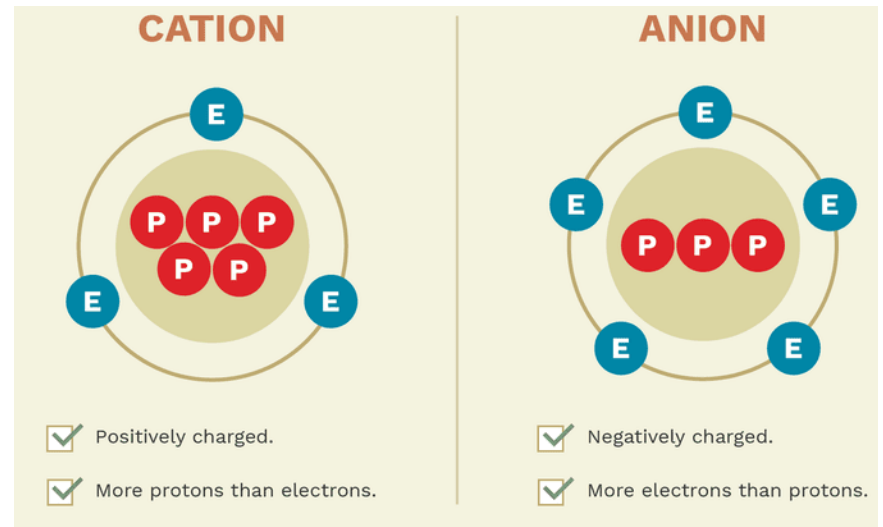 CATION
E
P P P
P P
E E
Positively charged.
More protons than electrons.
ANION
E
E E
P P P
E E
Negatively charged.
More electrons than protons.